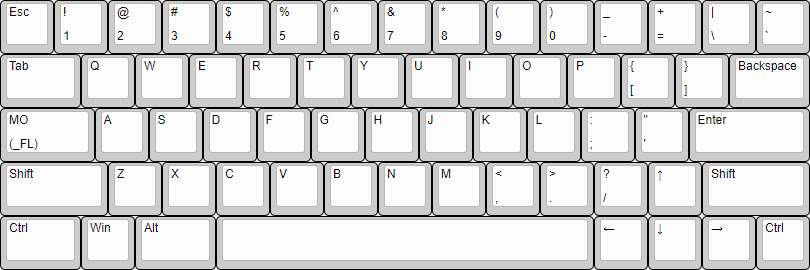 Esc ! @ # $ % ^ & * ( ) _ + | ~
1 2 3 4 5 6 7 8 9 0 - = \ `
Tab Q W E R T Y U I O P { } Backspace
[ ]
MO A S D F G H J K L : " Enter
(_FL) ; '
Shift Z X C V B N M < > ? ↑ Shift
, . /
Ctrl Win Alt ← ↓ → Ctrl